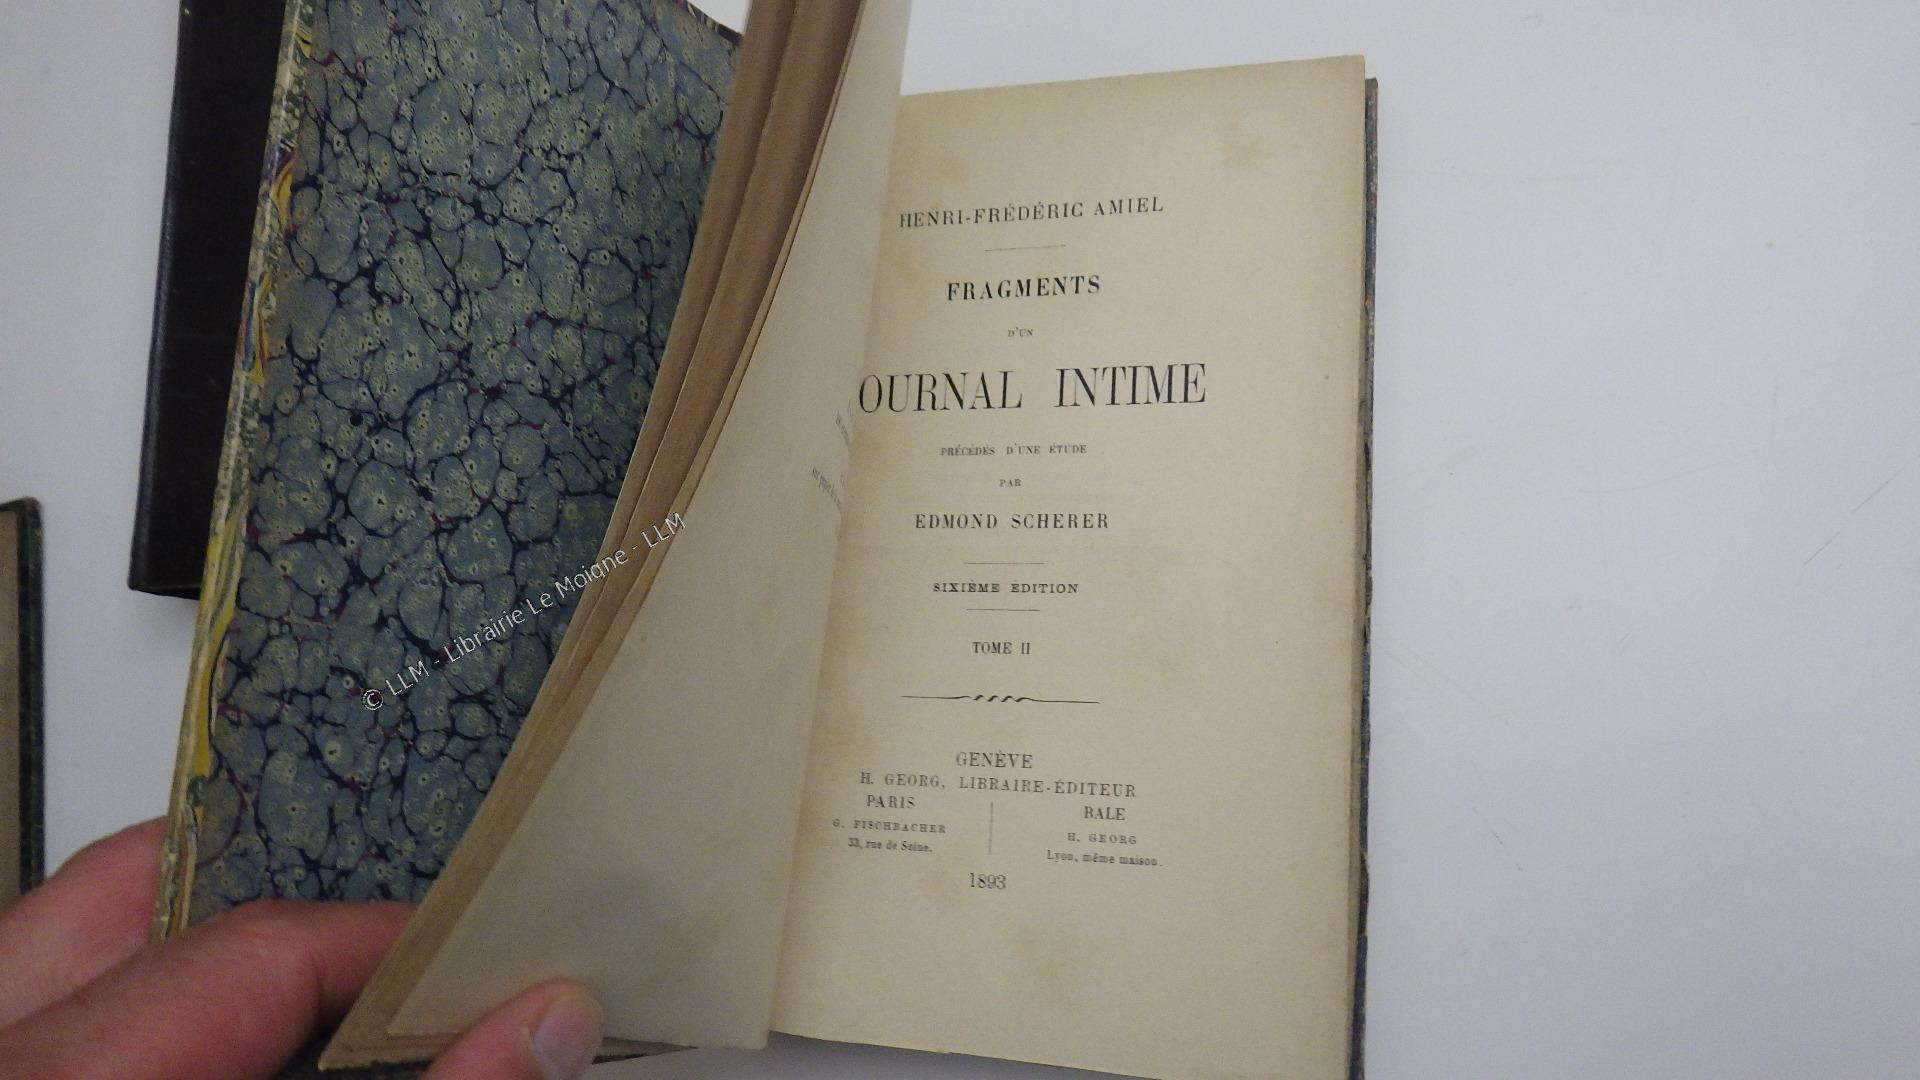 HENRI-FRÉDÉRIC AMIEL
FRAGMENTS
D'UN
OURNAL INTIME
PRÉCÉDÉS D'UNE ÉTUDE
PAR
EDMOND SCHERER
SIXIÈME ÉDITION
TOME II
GENÈVE
H. GEORG, LIBRAIRE-ÉDITEUR
PARIS
G. FISCHBACHER
33, rue de Seine.
BALE
H. GEORG
Lyon, même maison.
1893
© LLM - Librairie Le Moigne - LLM